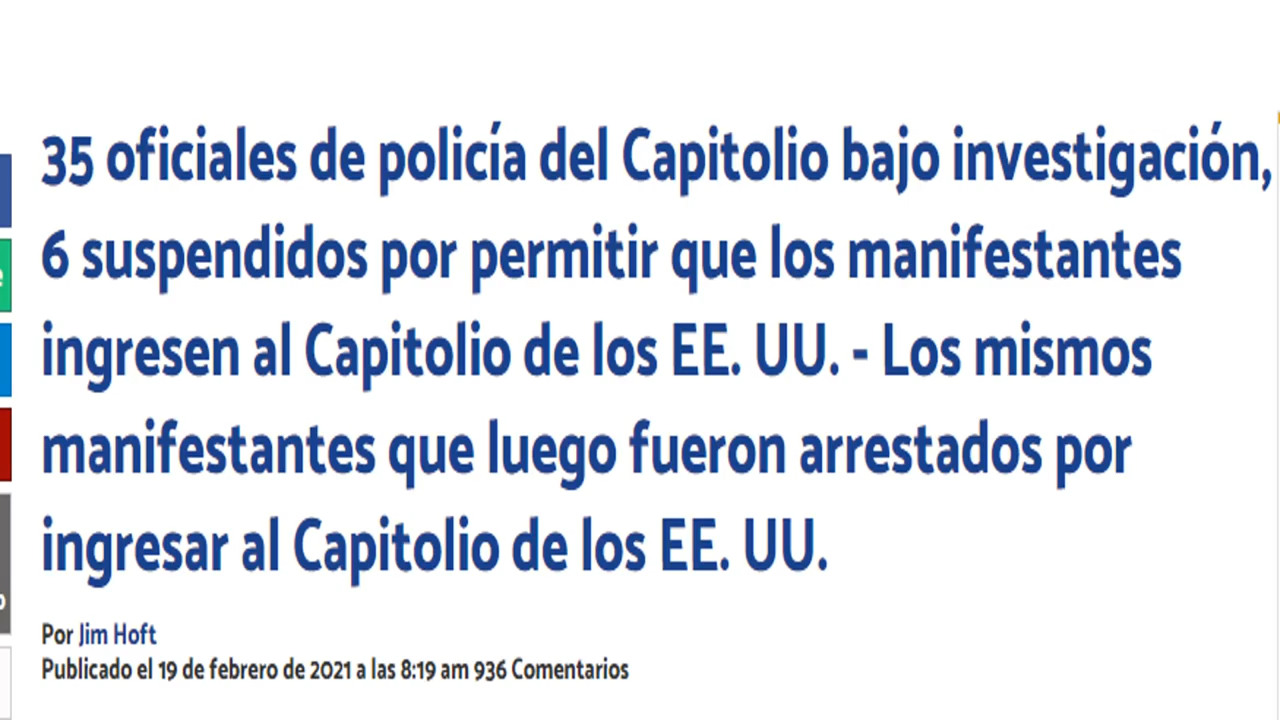 35 oficiales de policía del Capitolio bajo investigación,
6 suspendidos por permitir que los manifestantes
ingresen al Capitolio de los EE. UU. - Los mismos
manifestantes que luego fueron arrestados por
ingresar al Capitolio de los EE. UU.
Por Jim Hoft
Publicado el 19 de febrero de 2021 a las 8:19 am 936 Comentarios